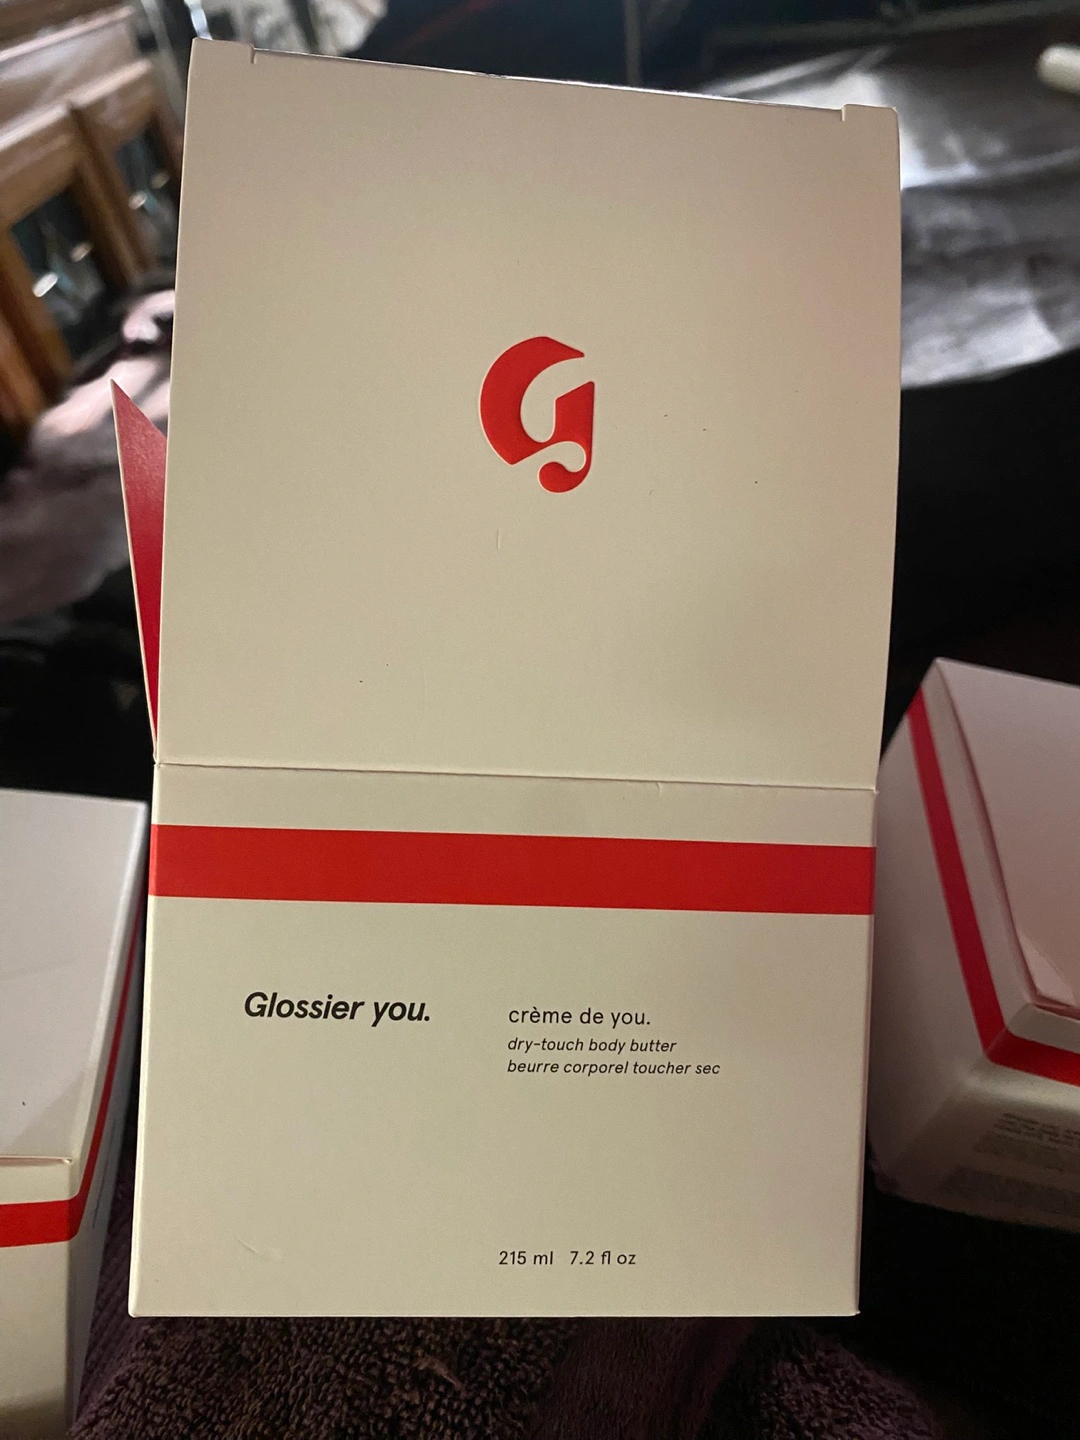 G
Glossier you.
crème de you.
dry-touch body butter
beurre corporel toucher sec
215 ml 7.2 fl oz